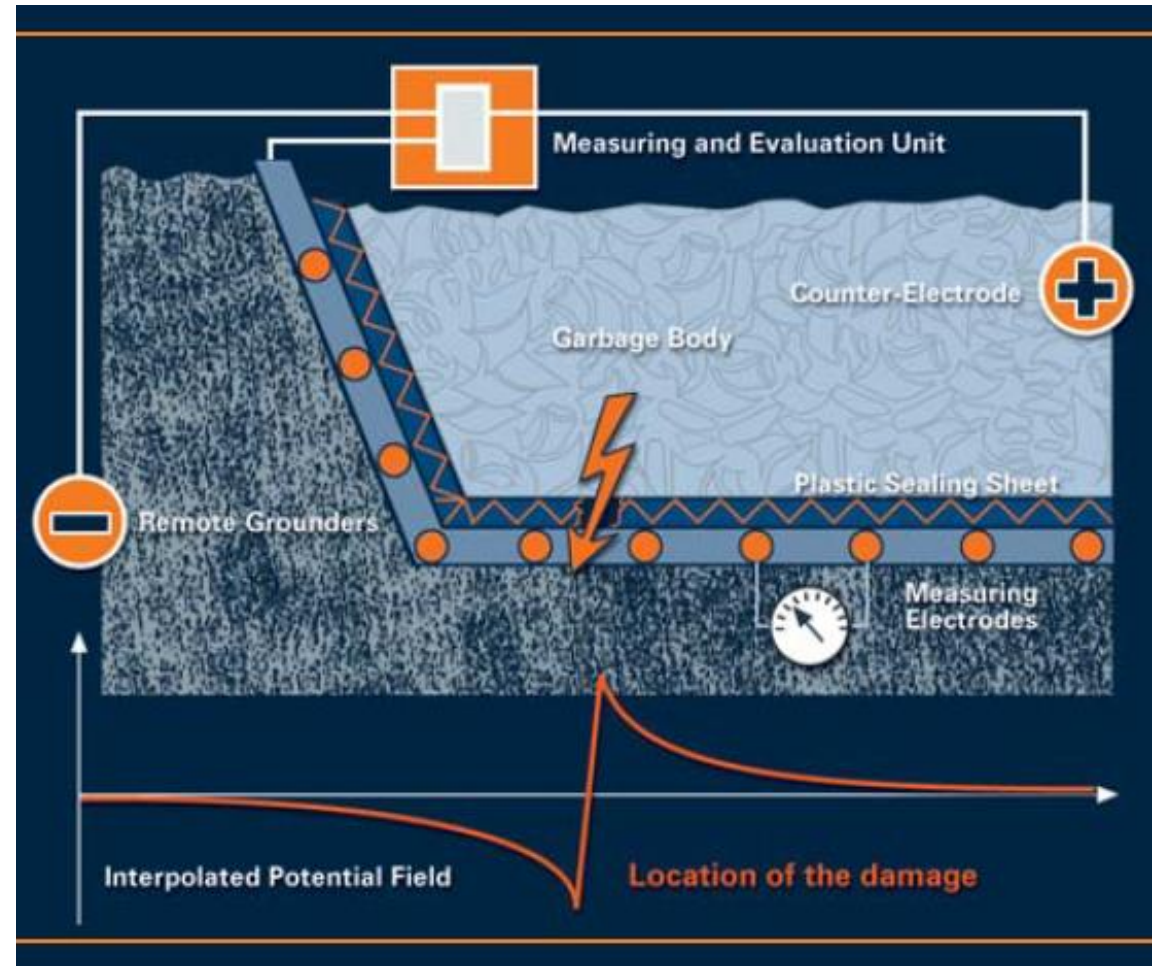 Measuring and Evaluation Unit
Counter-Electrode
Garbage Body
Plastic Sealing Sheet
Remote Grounders
Measuring
Electrodes
Interpolated Potential Field
Location of the damage